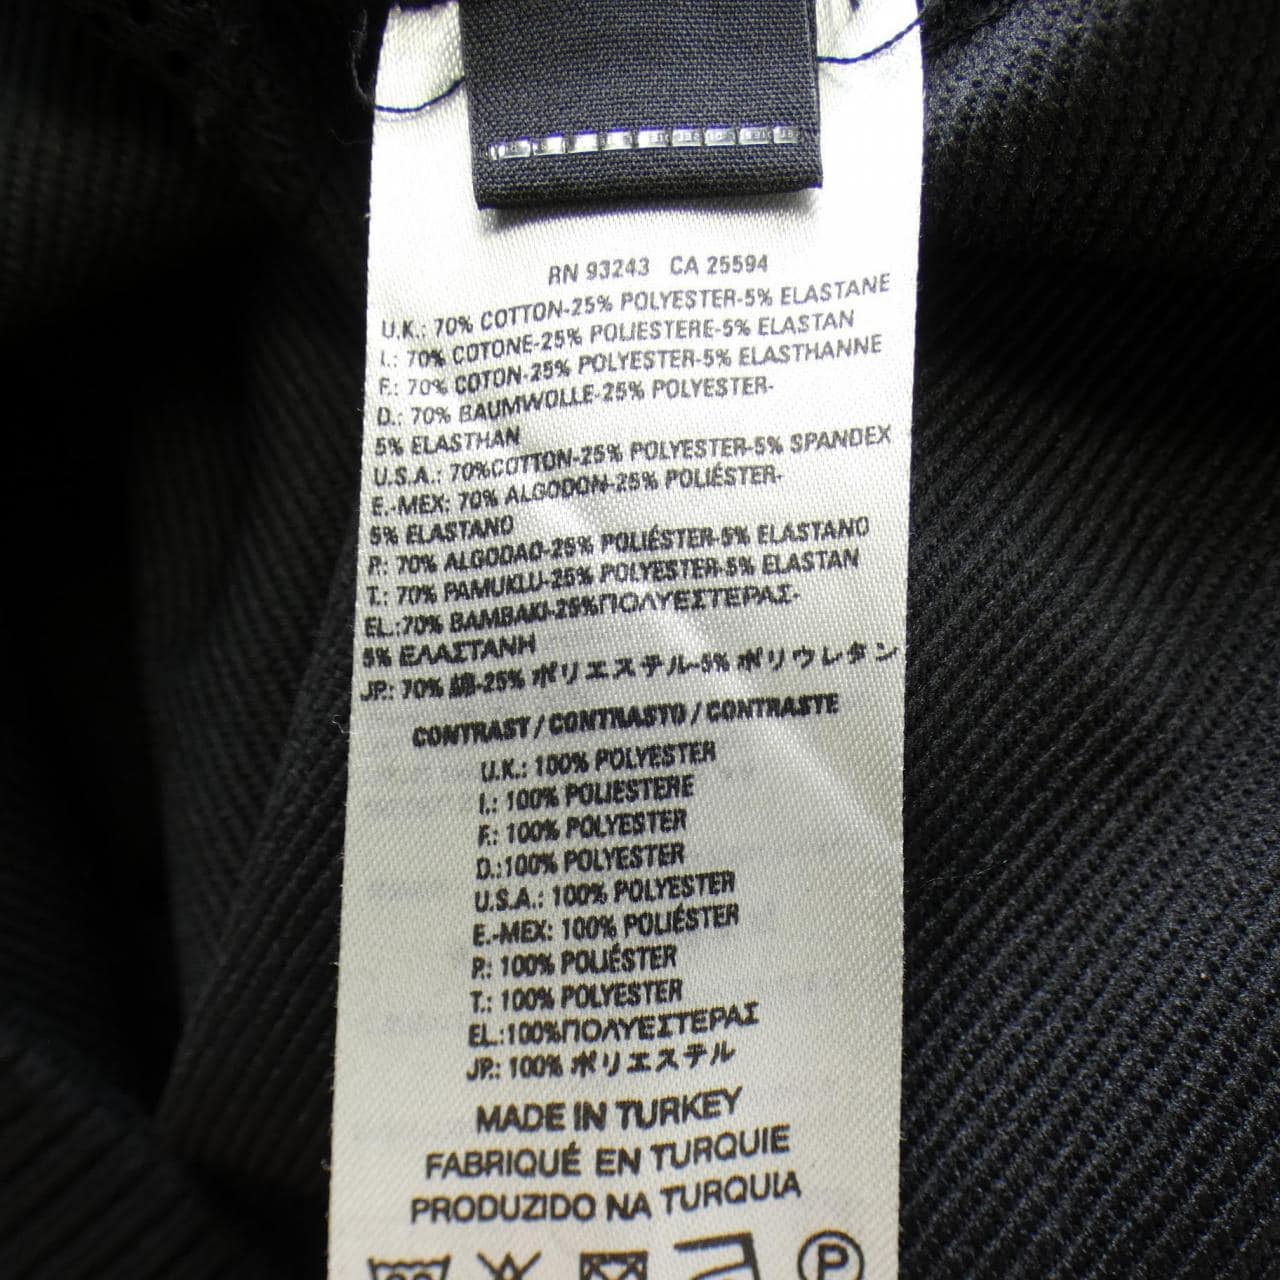 RN 93243 CA 25594
U.K.: 70% COTTON-25% POLYESTER-5% ELASTANE
I.: 70% COTONE-25% POLIESTERE-5% ELASTAN
F.: 70% COTON-25% POLYESTER-5% ELASTHANNE
D.: 70% BAUMWOLLE-25% POLYESTER-
5% ELASTHAN
U.S.A.: 70%COTTON-25% POLYESTER-5% SPANDEX
E.-MEX: 70% ALGODON-25% POLIÉSTER-
5% ELASTANO
P.: 70% ALGODAO-25% POLIÉSTER-5% ELASTANO
T.: 70% PAMUKLU-25% POLYESTER-5% ELASTAN
EL.:70% BAMBAKI-25%ΠΟΛΥΕΣΤΕΡΑΣ-
5% ΕΛΑΣΤΑΝΗ
JP.: 70% 綿-25% ポリエステル-5% ポリウレタン
CONTRAST / CONTRASTO / CONTRASTE
U.K.: 100% POLYESTER
I.: 100% POLIESTERE
F.: 100% POLYESTER
D.:100% POLYESTER
U.S.A.: 100% POLYESTER
E.-MEX: 100% POLIÉSTER
P.: 100% POLIÉSTER
T.: 100% POLYESTER
EL.:100%ΠΟΛΥΕΣΤΕΡΑΣ
JP.: 100% ポリエステル
MADE IN TURKEY
FABRIQUÉ EN TURQUIE
PRODUZIDO NA TURQUIA
P